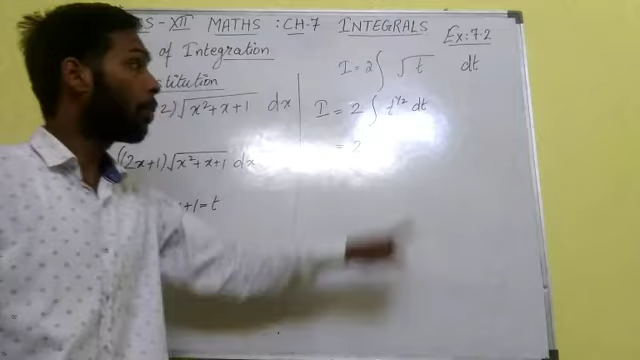 S-XII MATHS : CH.7 INTEGRALS Ex:7.2
of Integration
stitution
2)√x²+x+1 dx
(2x+1)√x²+x+1 dx
+1=t
I=2∫ √t dt
I = 2 ∫ t^1/2 dt
= 2